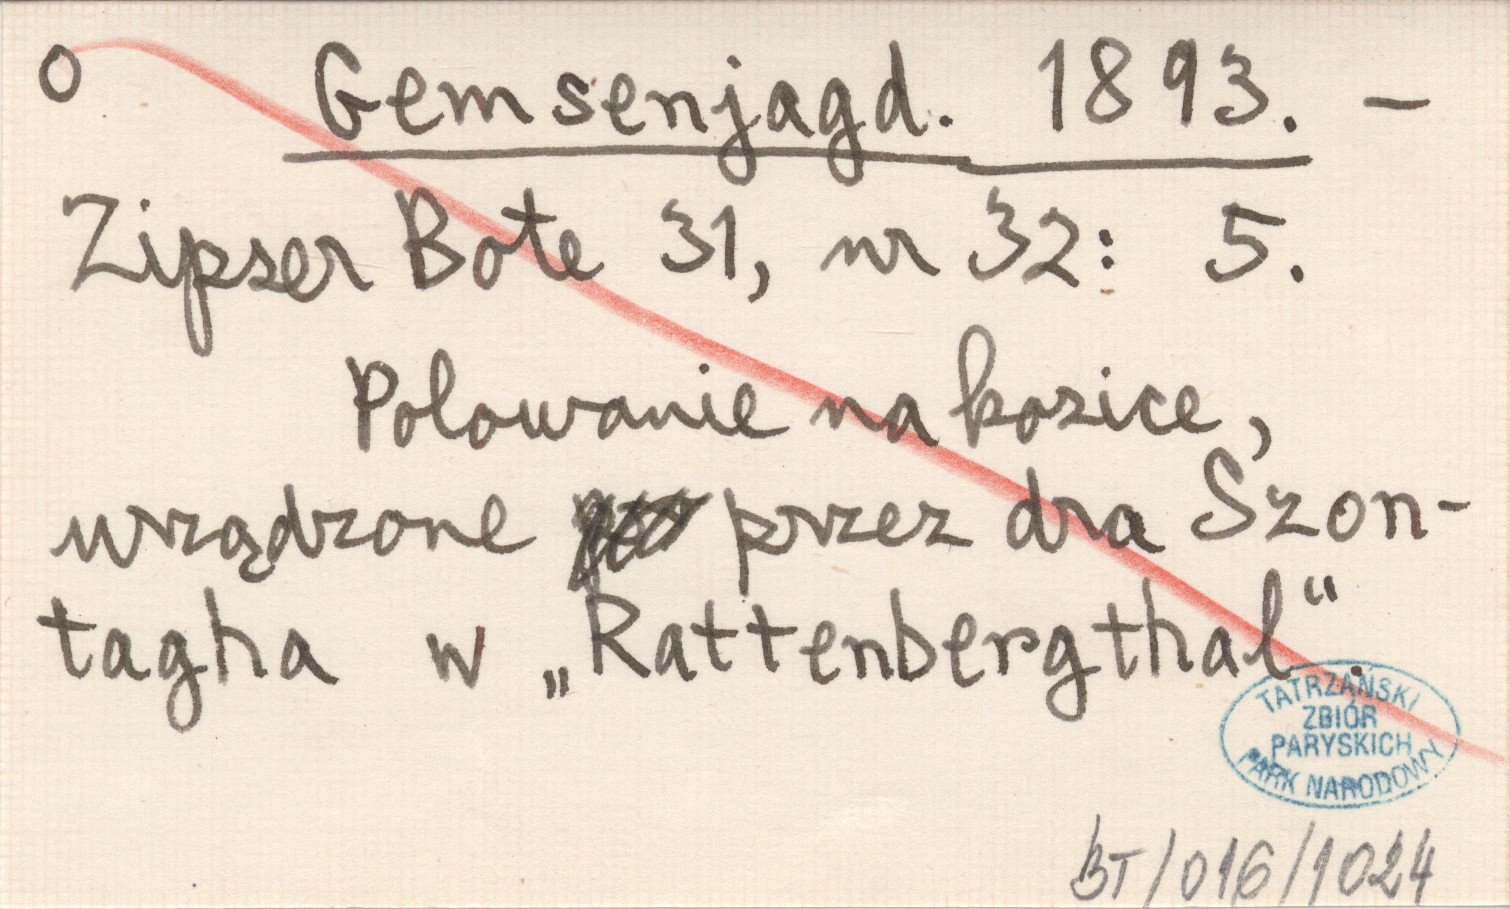 o Gemsenjagd. 1893. —
Zipser Bote 31, nr 32: 5.
Polowanie na kozice,
urządzone przez dra Szon-
tagha w „Rattenbergthal“.
TATRZAŃSKI
ZBIÓR
PARYSKICH
PARK NARODOWY
BT/016/1024